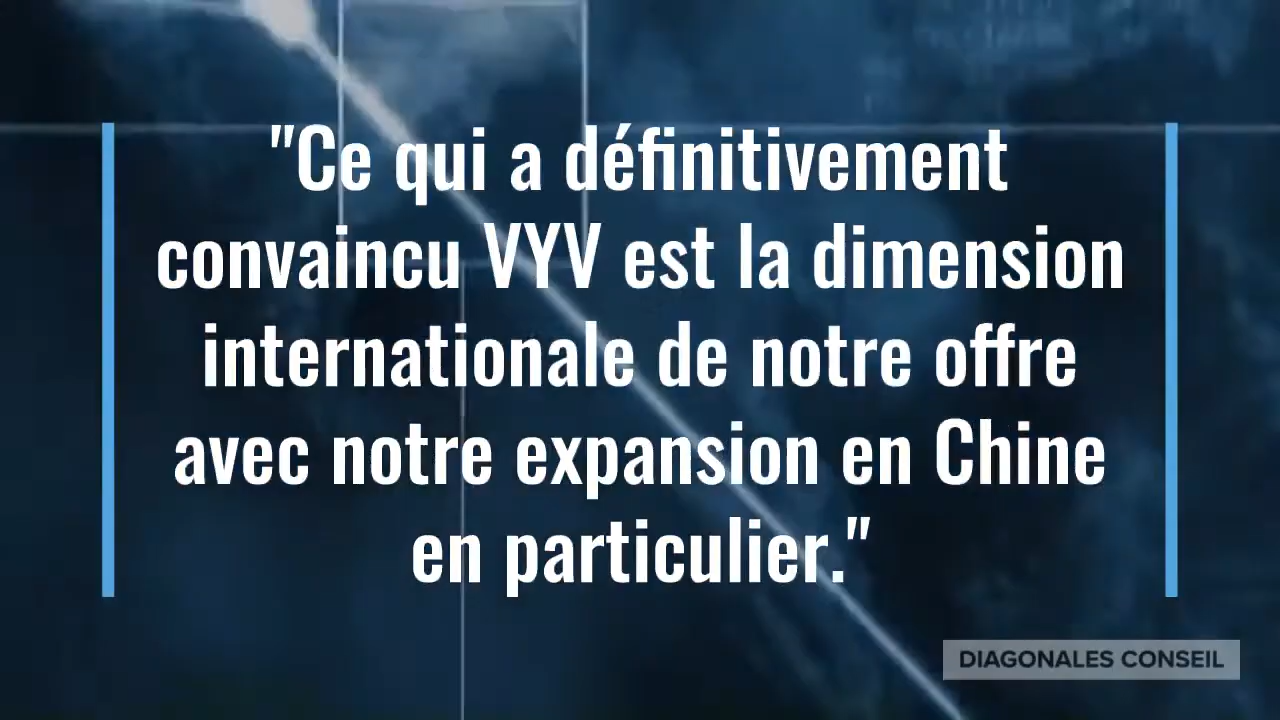 "Ce qui a définitivement
convaincu VYV est la dimension
internationale de notre offre
avec notre expansion en Chine
en particulier."
DIAGONALES CONSEIL